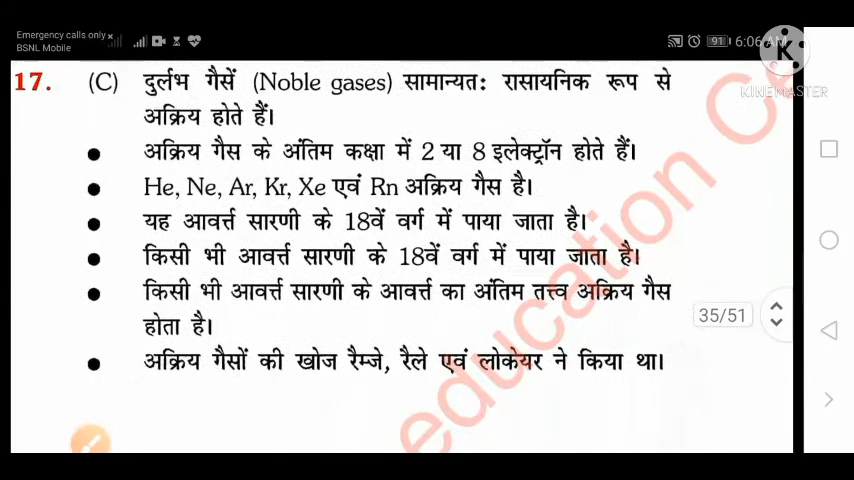 Emergency calls only
BSNL Mobile
91 6:06 AM
K
KINEMASTER
17. (C) दुर्लभ गैसें (Noble gases) सामान्यतः रासायनिक रूप से
अक्रिय होते हैं।
● अक्रिय गैस के अंतिम कक्षा में 2 या 8 इलेक्ट्रॉन होते हैं।
● He, Ne, Ar, Kr, Xe एवं Rn अक्रिय गैस है।
● यह आवर्त्त सारणी के 18वें वर्ग में पाया जाता है।
● किसी भी आवर्त्त सारणी के 18वें वर्ग में पाया जाता है।
● किसी भी आवर्त्त सारणी के आवर्त्त का अंतिम तत्त्व अक्रिय गैस
होता है।
35/51
● अक्रिय गैसों की खोज रैम्जे, रैले एवं लोकेयर ने किया था।
education Ce